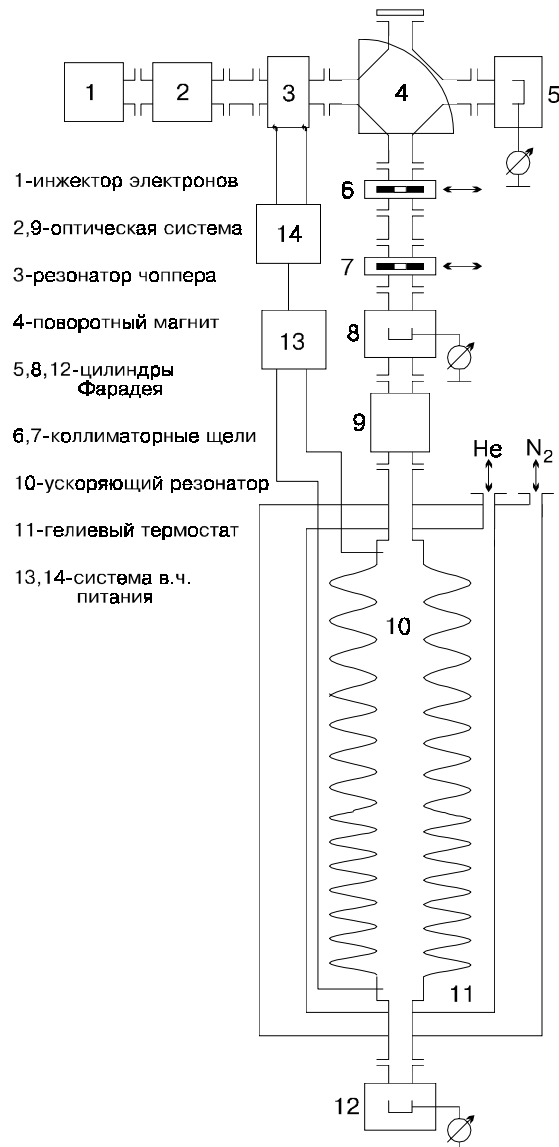 1
2
3
4
5
1-инжектор электронов
6
2,9-оптическая система
14
3-резонатор чоппера
7
4-поворотный магнит
13
8
5,8,12-цилиндры
Фарадея
9
6,7-коллиматорные щели
He
N2
10-ускоряющий резонатор
11-гелиевый термостат
13,14-система в.ч.
питания
10
11
12